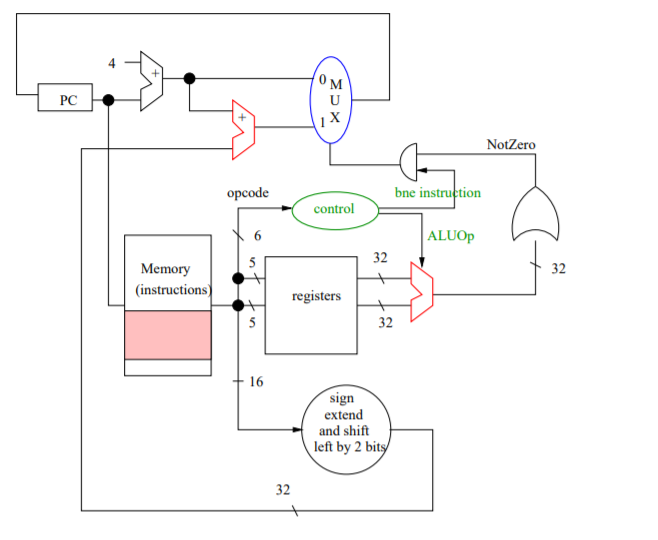 4
+
PC
0 M
U
1 X
+
NotZero
opcode
bne instruction
control
6
ALUOp
5
32
32
Memory
(instructions)
registers
5
32
16
sign
extend
and shift
left by 2 bits
32